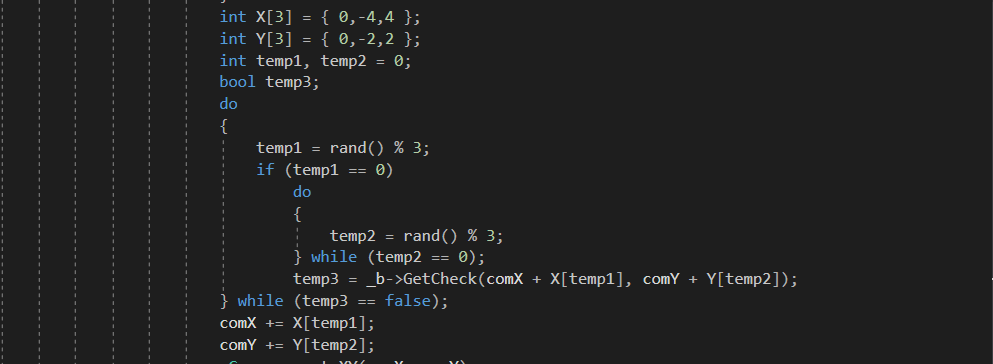 int X[3] = { 0,-4,4 };
int Y[3] = { 0,-2,2 };
int temp1, temp2 = 0;
bool temp3;
do
{
temp1 = rand() % 3;
if (temp1 == 0)
do
{
temp2 = rand() % 3;
} while (temp2 == 0);
temp3 = _b->GetCheck(comX + X[temp1], comY + Y[temp2]);
} while (temp3 == false);
comX += X[temp1];
comY += Y[temp2];